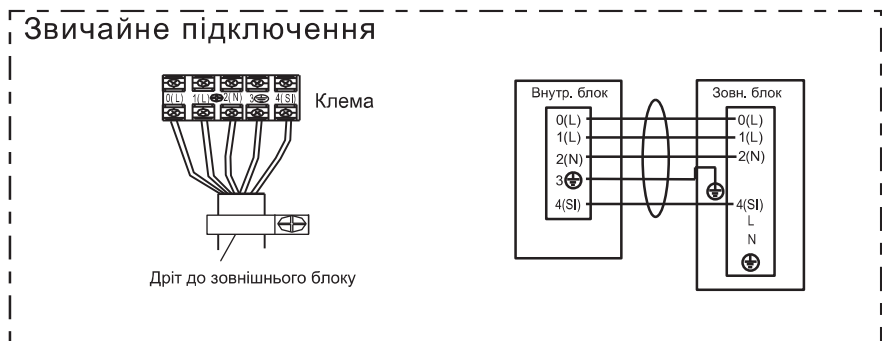 Звичайне підключення
0(L) 1(L) 2(N) 3 4(SI)
Клема
Дріт до зовнішнього блоку
Внутр. блок
0(L)
1(L)
2(N)
3
4(SI)
Зовн. блок
0(L)
1(L)
2(N)
4(SI)
L
N